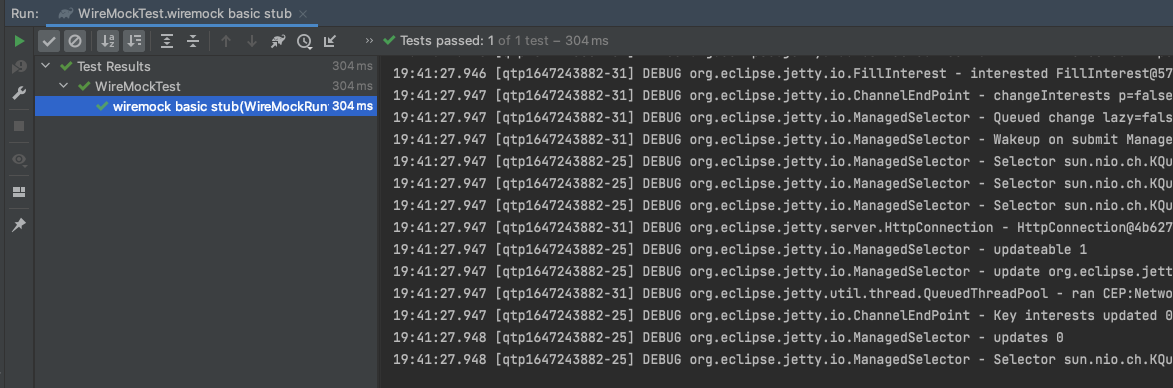 Run: WireMockTest.wiremock basic stub
Tests passed: 1 of 1 test – 304 ms
Test Results 304 ms
WireMockTest 304 ms
wiremock basic stub(WireMockRun 304 ms
19:41:27.946 [qtp1647243882-31] DEBUG org.eclipse.jetty.io.FillInterest - interested FillInterest@57
19:41:27.947 [qtp1647243882-31] DEBUG org.eclipse.jetty.io.ChannelEndPoint - changeInterests p=false
19:41:27.947 [qtp1647243882-31] DEBUG org.eclipse.jetty.io.ManagedSelector - Queued change lazy=fals
19:41:27.947 [qtp1647243882-31] DEBUG org.eclipse.jetty.io.ManagedSelector - Wakeup on submit Manage
19:41:27.947 [qtp1647243882-25] DEBUG org.eclipse.jetty.io.ManagedSelector - Selector sun.nio.ch.KQu
19:41:27.947 [qtp1647243882-25] DEBUG org.eclipse.jetty.io.ManagedSelector - Selector sun.nio.ch.KQu
19:41:27.947 [qtp1647243882-25] DEBUG org.eclipse.jetty.io.ManagedSelector - Selector sun.nio.ch.KQu
19:41:27.947 [qtp1647243882-31] DEBUG org.eclipse.jetty.server.HttpConnection - HttpConnection@4b627
19:41:27.947 [qtp1647243882-25] DEBUG org.eclipse.jetty.io.ManagedSelector - updateable 1
19:41:27.947 [qtp1647243882-25] DEBUG org.eclipse.jetty.io.ManagedSelector - update org.eclipse.jett
19:41:27.947 [qtp1647243882-31] DEBUG org.eclipse.jetty.util.thread.QueuedThreadPool - ran CEP:Netwo
19:41:27.947 [qtp1647243882-25] DEBUG org.eclipse.jetty.io.ChannelEndPoint - Key interests updated 0
19:41:27.948 [qtp1647243882-25] DEBUG org.eclipse.jetty.io.ManagedSelector - updates 0
19:41:27.948 [qtp1647243882-25] DEBUG org.eclipse.jetty.io.ManagedSelector - Selector sun.nio.ch.KQu